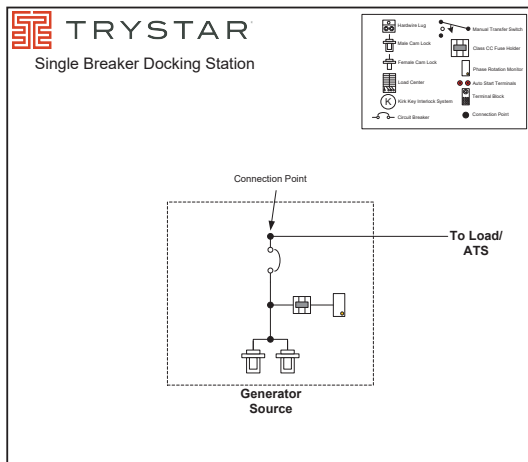 TRYSTAR
Single Breaker Docking Station
Hardware Lug
Male Cam Lock
Female Cam Lock
Load Center
K
Kirk Key Interlock System
Circuit Breaker
Manual Transfer Switch
Class CC Fuse Holder
Phase Rotation Monitor
Auto Start Terminals
Terminal Block
Connection Point
Connection Point
To Load/
ATS
Generator
Source